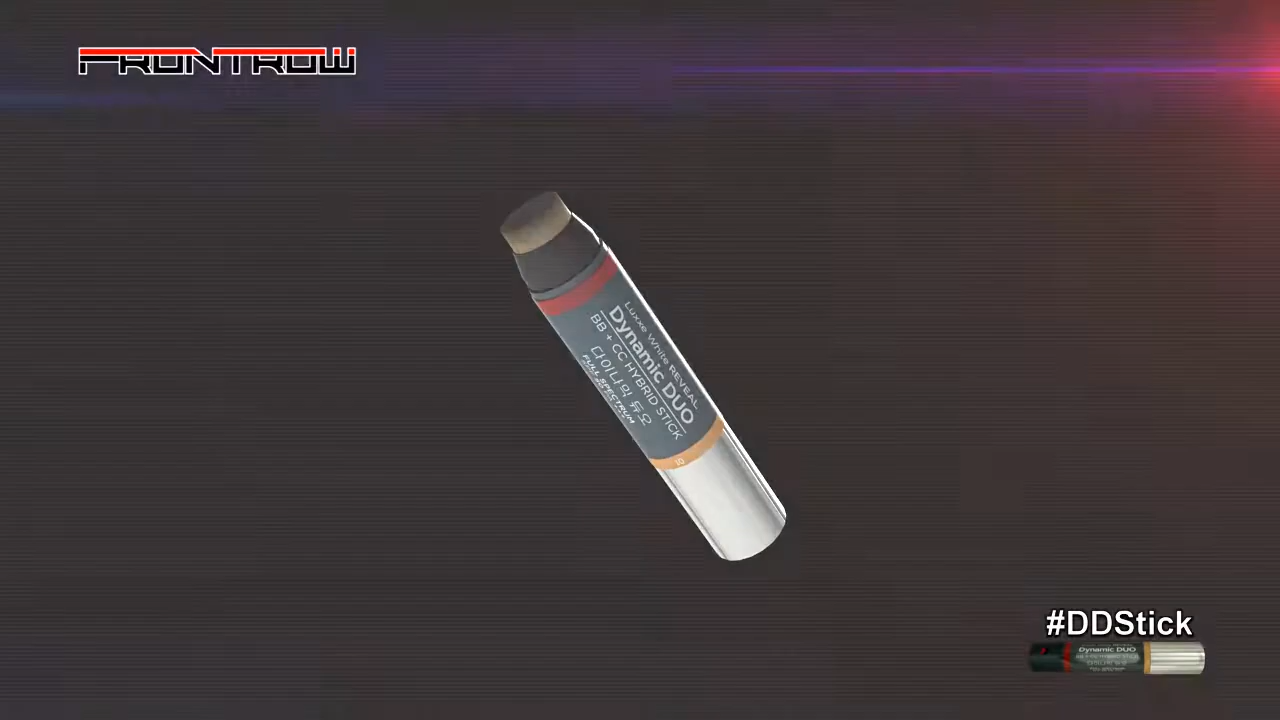 FRONTROW
Luxxe White REVEAL
Dynamic DUO
BB + CC HYBRID STICK
다이나믹 듀오
FULL SPECTRUM
#DDStick
Dynamic DUO